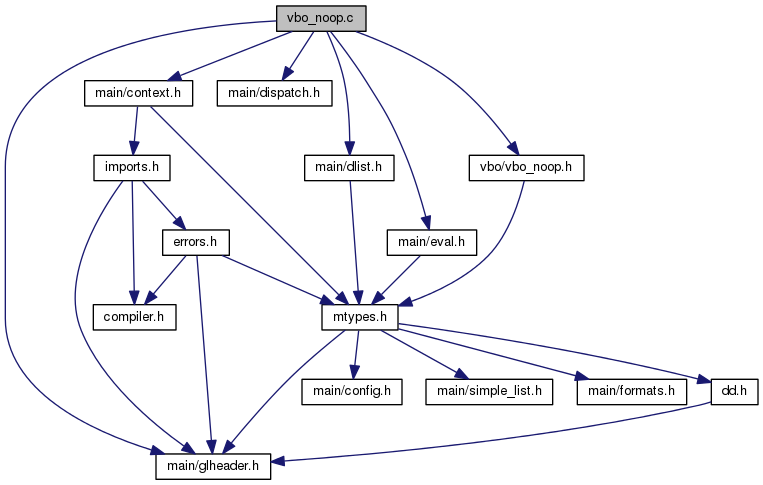 vbo_noop.c
main/context.h
main/dispatch.h
imports.h
main/dlist.h
vbo/vbo_noop.h
errors.h
main/eval.h
compiler.h
mtypes.h
main/config.h
main/simple_list.h
main/formats.h
dd.h
main/glheader.h